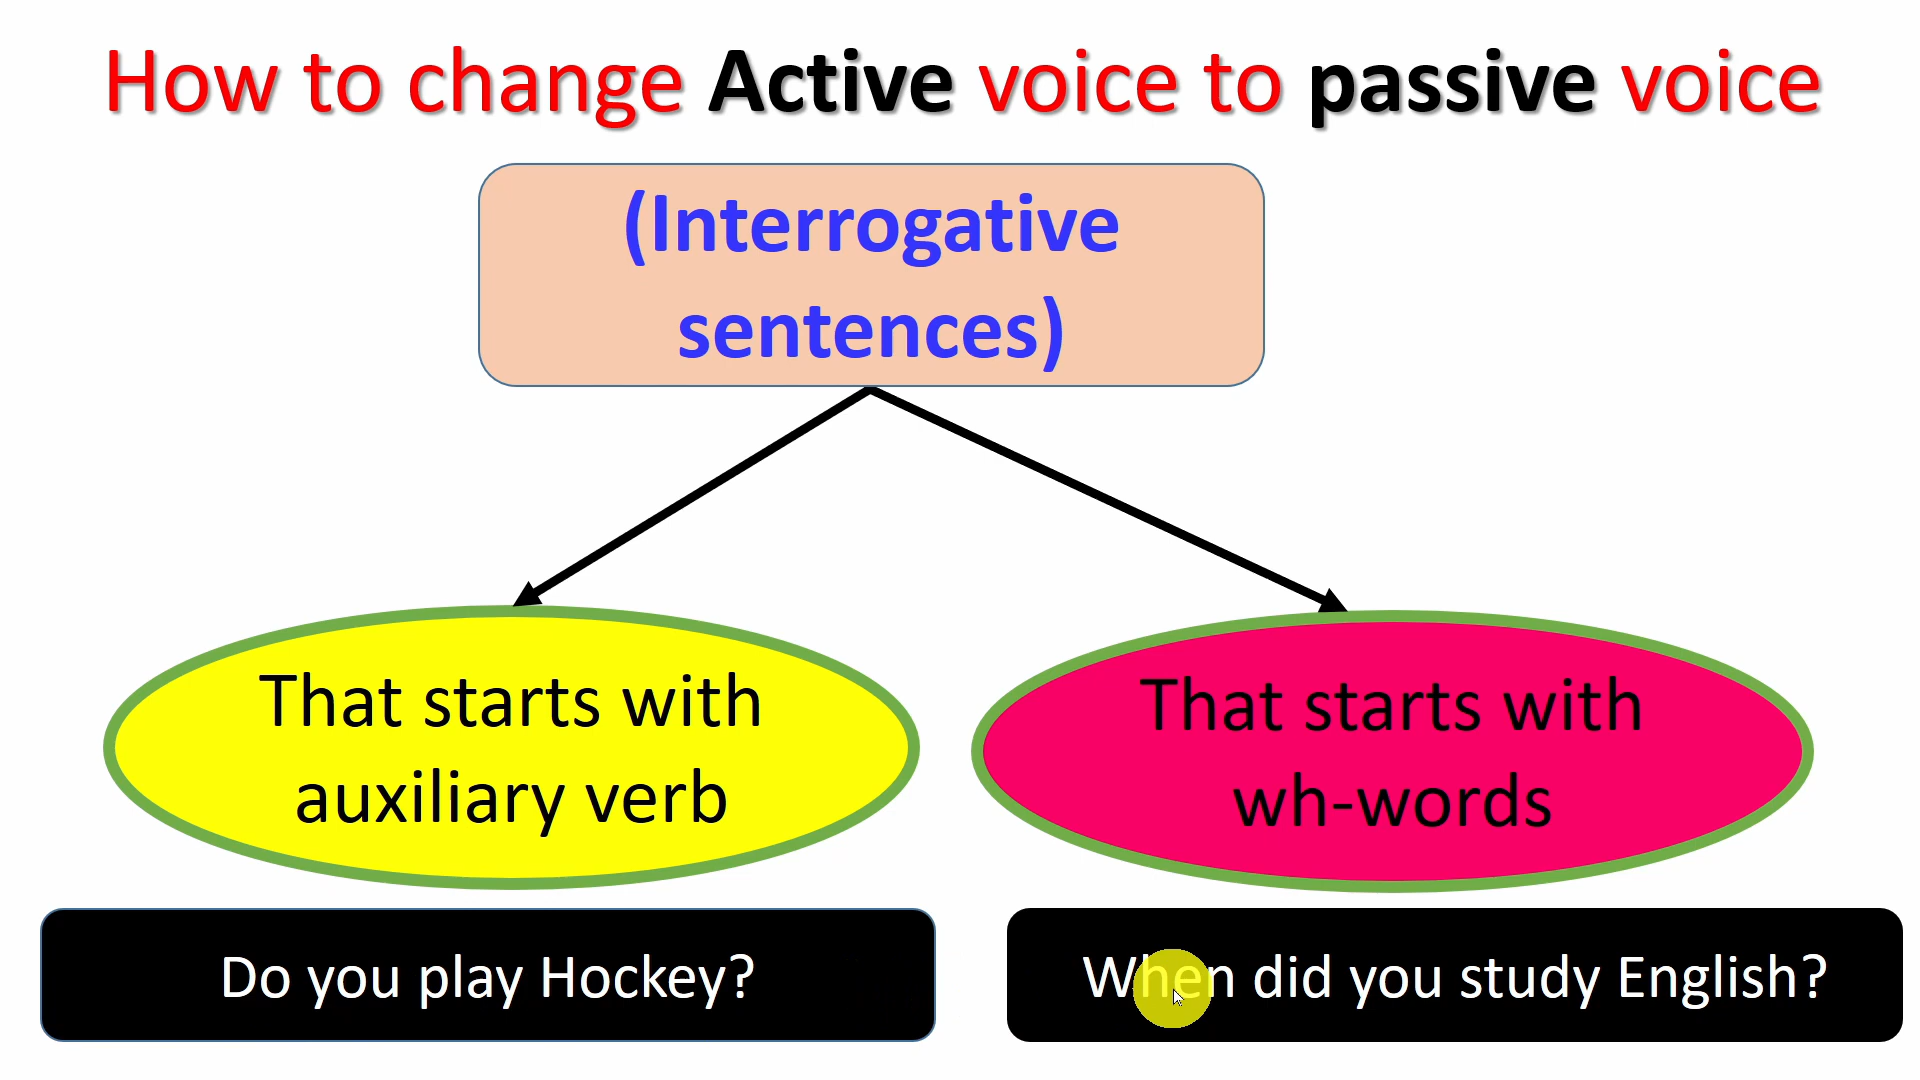 How to change Active voice to passive voice
(Interrogative
sentences)
That starts with
auxiliary verb
That starts with
wh-words
Do you play Hockey?
When did you study English?